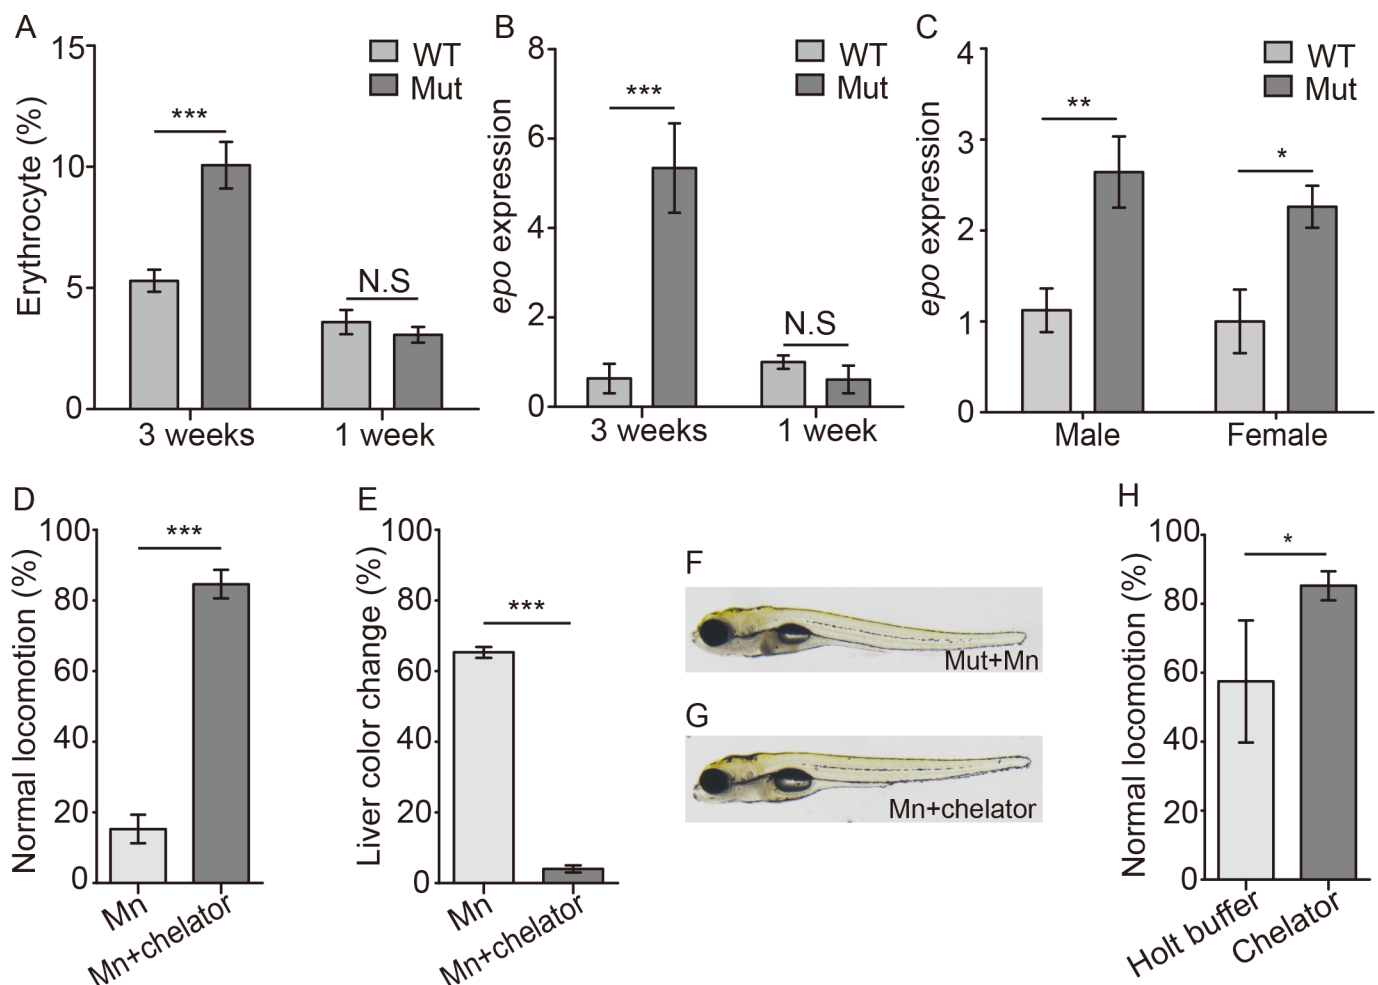 A
15
10
5
0
Erythrocyte (%)
WT
Mut
***
N.S
3 weeks
1 week
B
8
6
4
2
0
epo expression
WT
Mut
***
N.S
3 weeks
1 week
C
4
3
2
1
0
epo expression
WT
Mut
**
*
Male
Female
D
100
80
60
40
20
0
Normal locomotion (%)
***
Mn
Mn+chelator
E
100
80
60
40
20
0
Liver color change (%)
***
Mn
Mn+chelator
F
Mut+Mn
G
Mn+chelator
H
100
80
60
40
20
0
Normal locomotion (%)
*
Holt buffer
Chelator